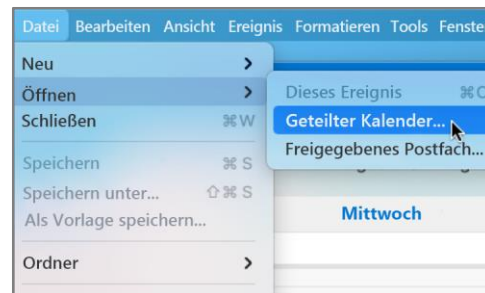 Datei Bearbeiten Ansicht Ereignis Formatieren Tools
Neu
Öffnen
Dieses Ereignis
Schließen ⌘ W
Geteilter Kalender...
Freigegebenes Postfach...
Speichern ⌘ S
Speichern unter... ⇧ ⌘ S
Als Vorlage speichern...
Mittwoch
Ordner